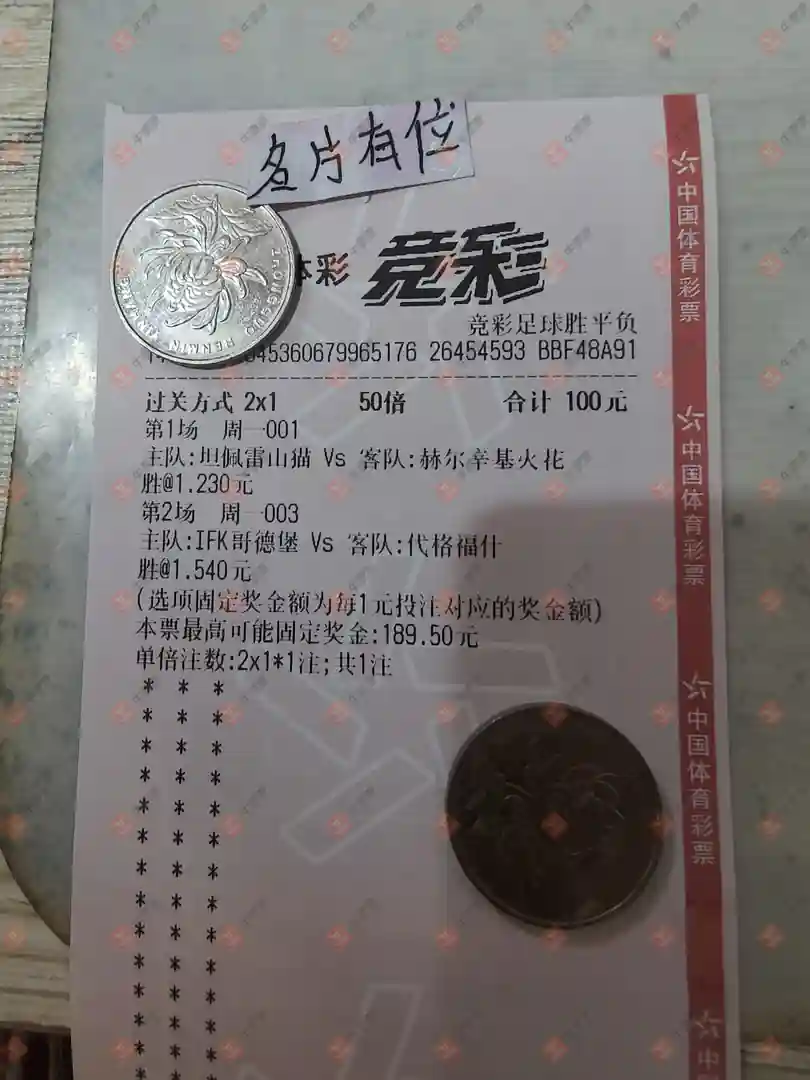 名片有位
体彩 竞彩
竞彩足球胜平负
45360679965176 26454593 BBF48A91
过关方式 2x1 50倍 合计 100元
第1场 周一001
主队:坦佩雷山猫 Vs 客队:赫尔辛基火花
胜@1.230元
第2场 周一003
主队:IFK哥德堡 Vs 客队:代格福什
胜@1.540元
(选项固定奖金额为每1元投注对应的奖金额)
本票最高可能固定奖金:189.50元
单倍注数:2x1*1注;共1注
中国体育彩票
中国体育彩票
中国体育彩票
中